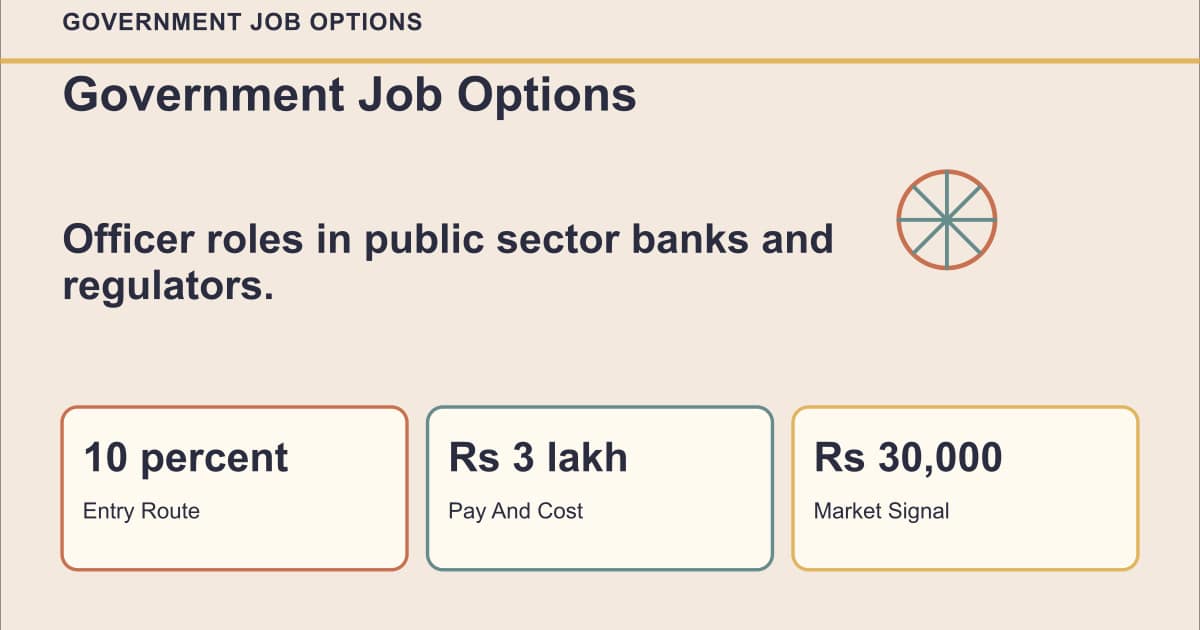 GOVERNMENT JOB OPTIONS
Government Job Options
Officer roles in public sector banks and
regulators.
10 percent
Entry Route
Rs 3 lakh
Pay And Cost
Rs 30,000
Market Signal